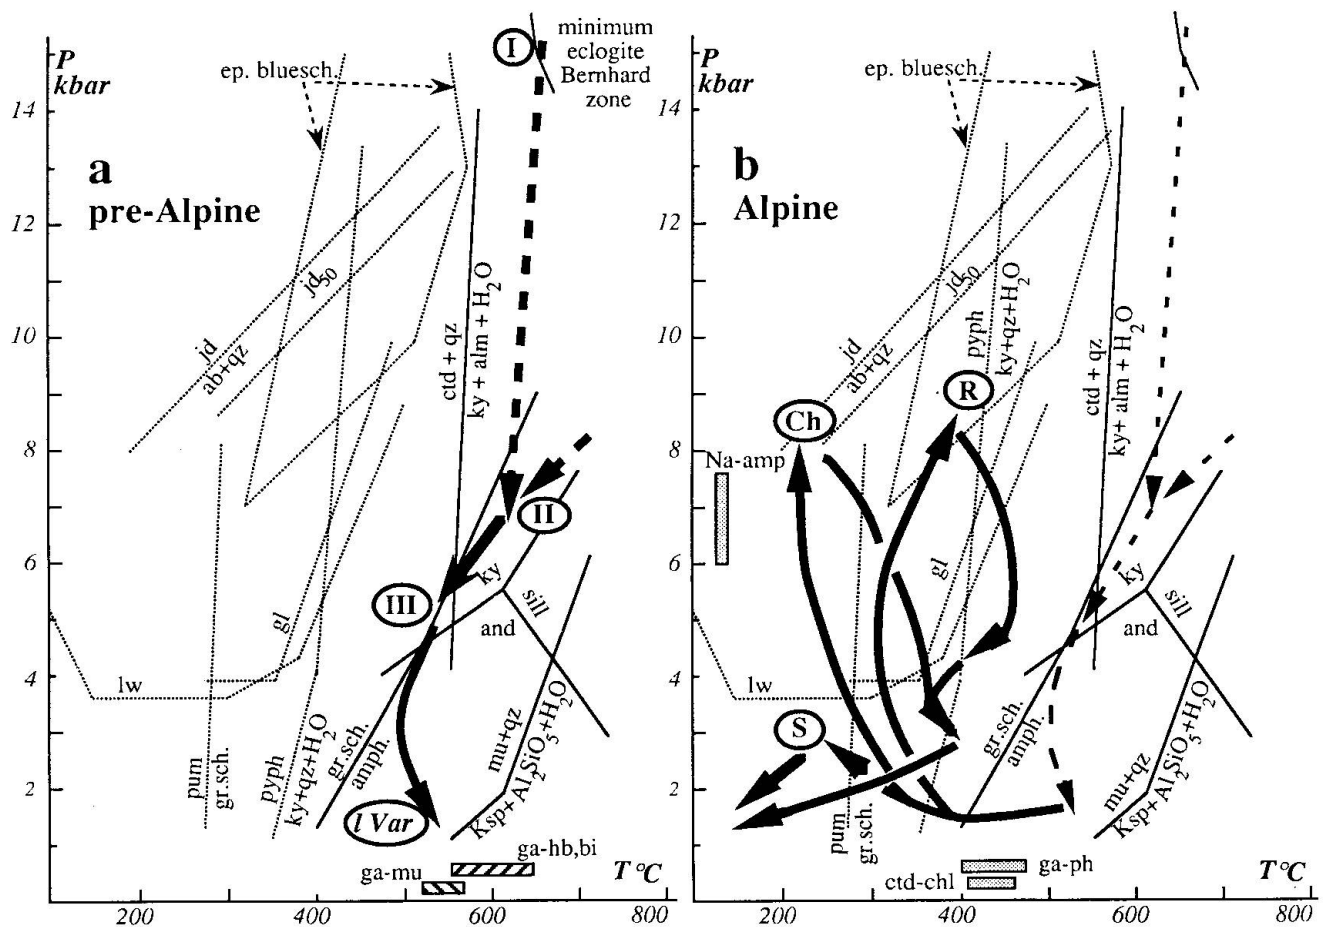 P
kbar
14
12
10
8
6
4
2
200
400
600
800
T °C
a
pre-Alpine
ep. bluesch.
I
minimum
eclogite
Bernhard
zone
jd
ab+qz
jd50
ctd + qz
ky + alm + H2O
II
III
ky
sill
and
gl
lw
pum
gr.sch.
pyph
ky+qz+H2O
gr.sch.
amph.
mu+qz
Ksp+Al2SiO5+H2O
l Var
ga-hb,bi
ga-mu
P
kbar
14
12
10
8
6
4
2
200
400
600
800
T °C
b
Alpine
ep. bluesch.
jd
ab+qz
jd50
pyph
ky+qz+H2O
ctd + qz
ky+ alm + H2O
Ch
R
Na-amp
gl
ky
sill
and
lw
S
pum
gr.sch.
gr.sch.
amph.
mu+qz
Ksp+Al2SiO5+H2O
ga-ph
ctd-chl